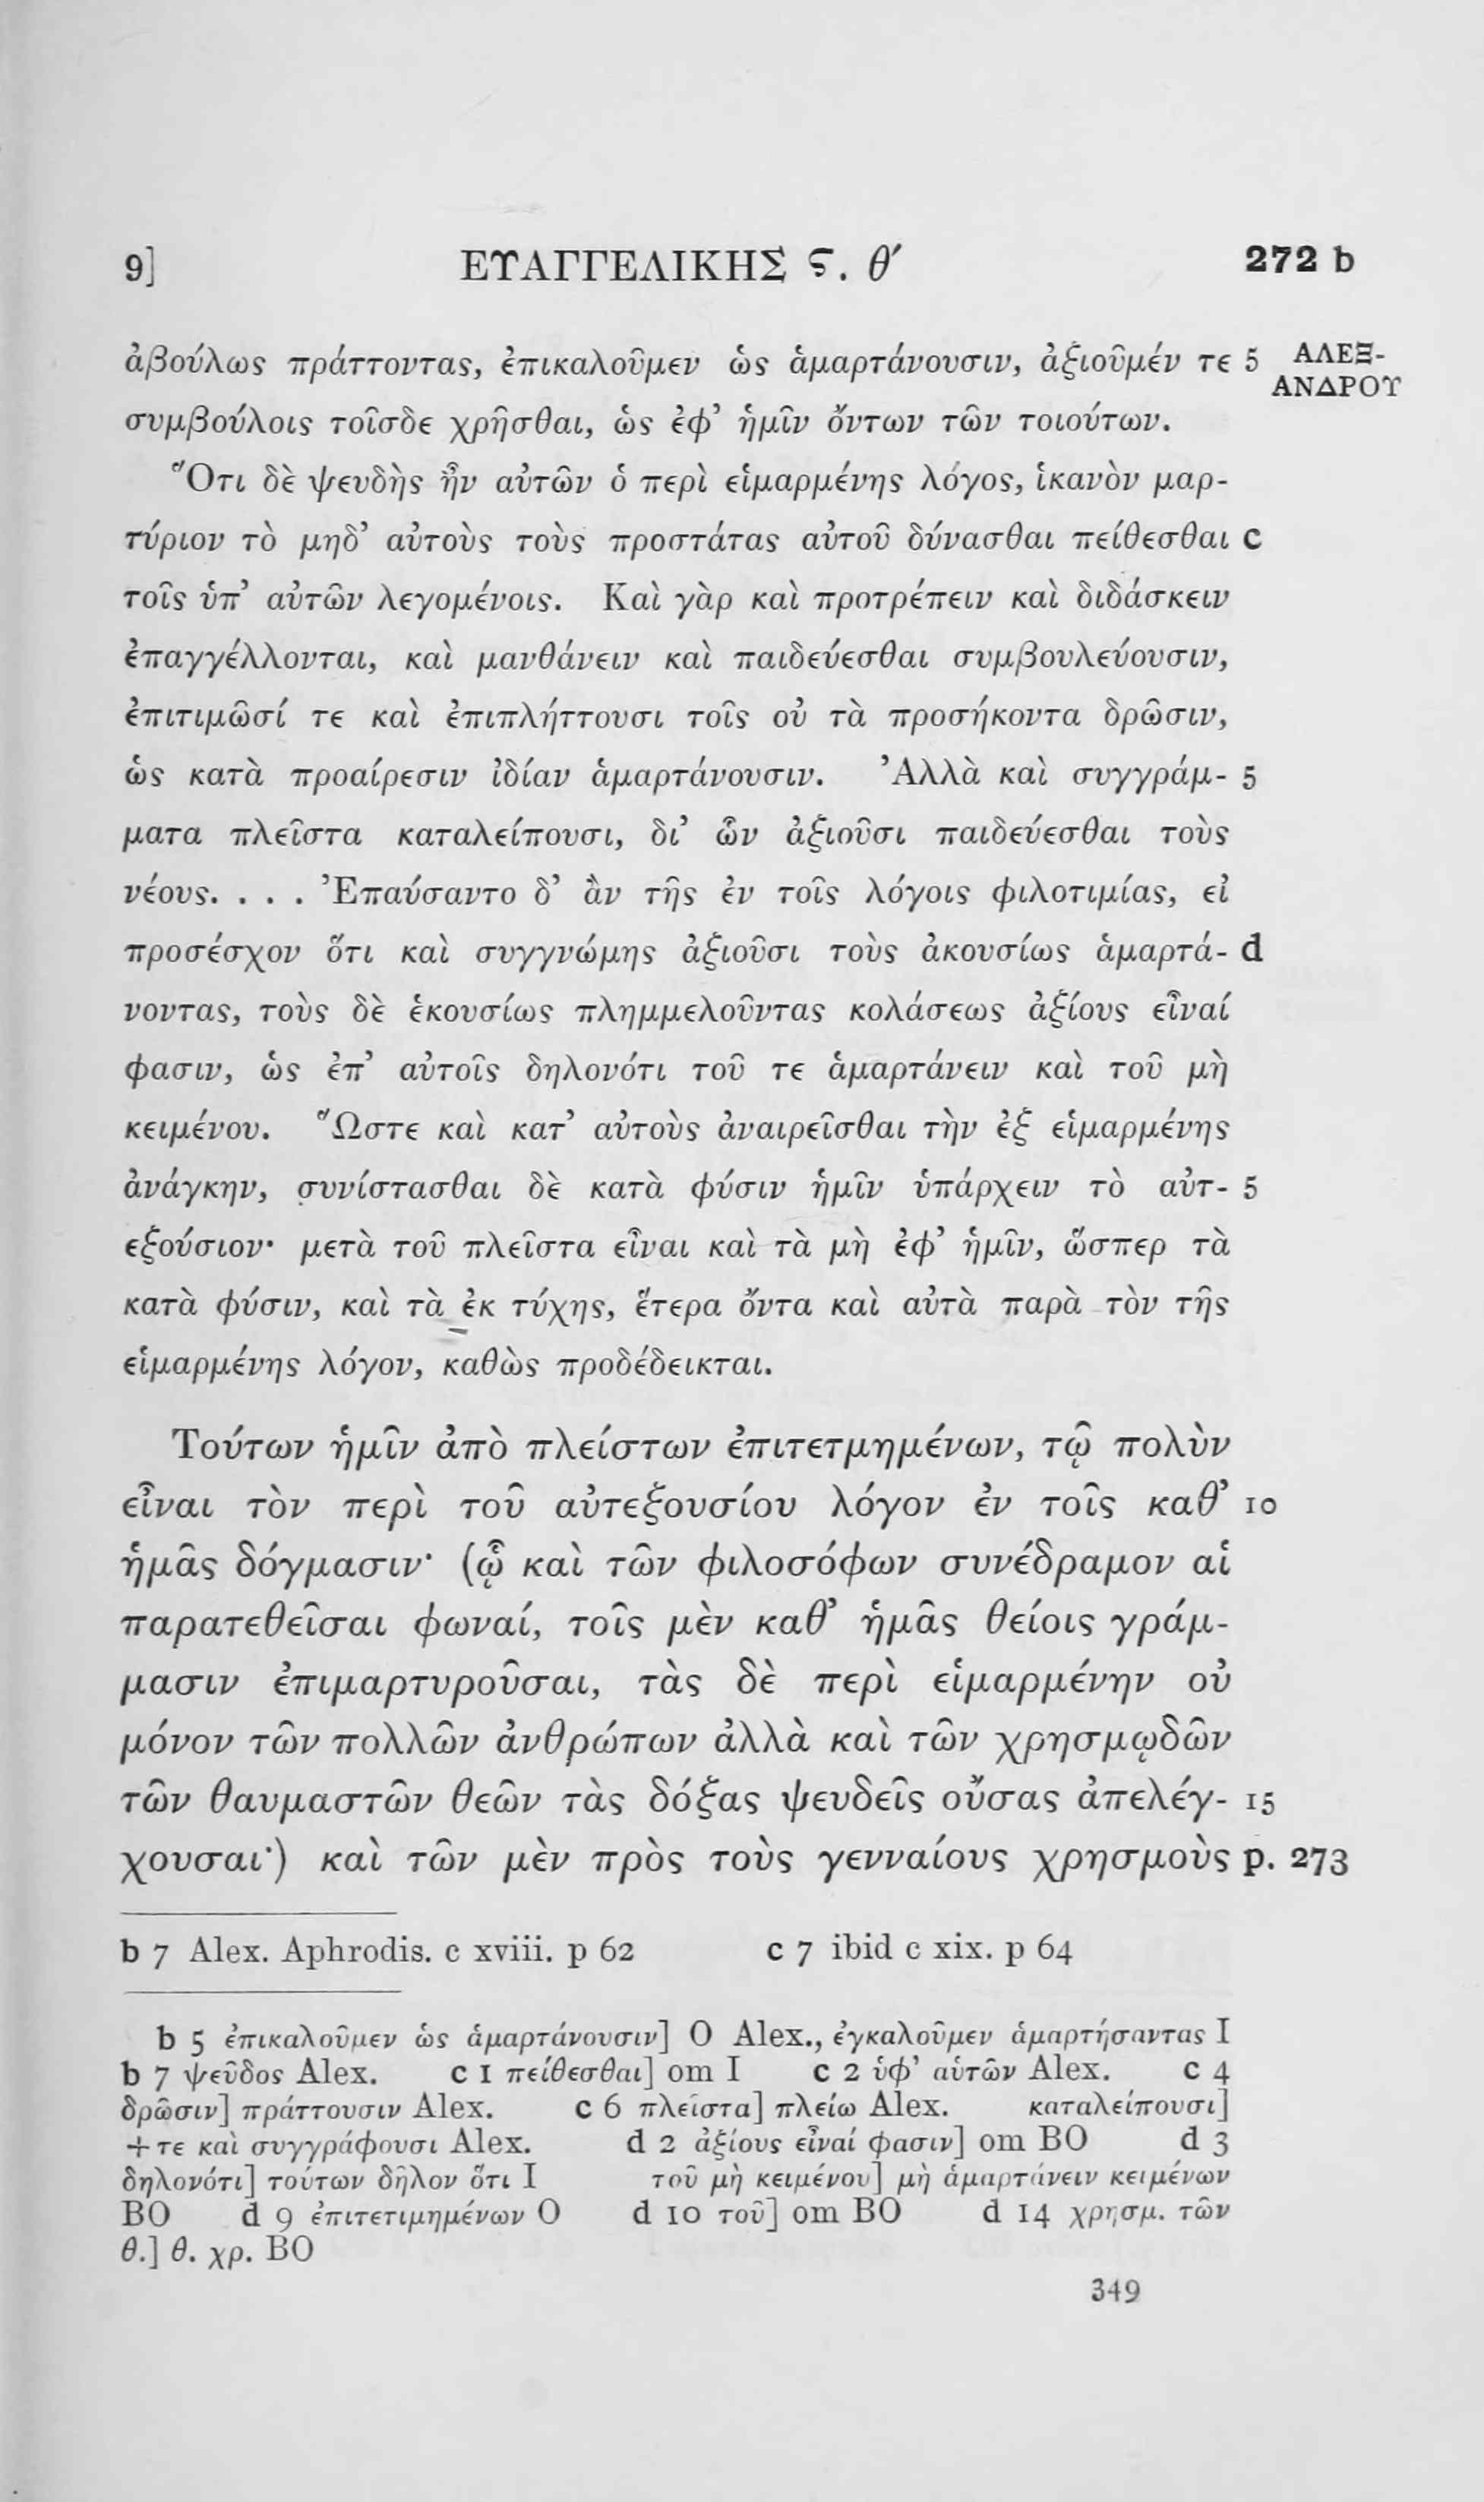 9] ΕΥΑΓΓΕΛΙΚΗΣ ϛ. θ′ 272 b
ἀβούλως πράττοντας, ἐπικαλοῦμεν ὡς ἁμαρτάνουσιν, ἀξιοῦμέν τε 5 ΑΛΕΞ-
ΑΝΔΡΟΥ
συμβούλοις τοῖσδε χρῆσθαι, ὡς ἐφ’ ἡμῖν ὄντων τῶν τοιούτων.
Ὅτι δὲ ψευδὴς ἦν αὐτῶν ὁ περὶ εἱμαρμένης λόγος, ἱκανὸν μαρ-
τύριον τὸ μηδ’ αὐτοὺς τοὺς προστάτας αὐτοῦ δύνασθαι πείθεσθαι c
τοῖς ὑπ’ αὐτῶν λεγομένοις. Καὶ γὰρ καὶ προτρέπειν καὶ διδάσκειν
ἐπαγγέλλονται, καὶ μανθάνειν καὶ παιδεύεσθαι συμβουλεύουσιν,
ἐπιτιμῶσί τε καὶ ἐπιπλήττουσι τοῖς οὐ τὰ προσήκοντα δρῶσιν,
ὡς κατὰ προαίρεσιν ἰδίαν ἁμαρτάνουσιν. Ἀλλὰ καὶ συγγράμ- 5
ματα πλεῖστα καταλείπουσι, δι’ ὧν ἀξιοῦσι παιδεύεσθαι τοὺς
νέους. . . . Ἐπαύσαντο δ’ ἂν τῆς ἐν τοῖς λόγοις φιλοτιμίας, εἰ
προσέσχον ὅτι καὶ συγγνώμης ἀξιοῦσι τοὺς ἀκουσίως ἁμαρτά- d
νοντας, τοὺς δὲ ἑκουσίως πλημμελοῦντας κολάσεως ἀξίους εἶναί
φασιν, ὡς ἐπ’ αὐτοῖς δηλονότι τοῦ τε ἁμαρτάνειν καὶ τοῦ μὴ
κειμένου. Ὥστε καὶ κατ’ αὐτοὺς ἀναιρεῖσθαι τὴν ἐξ εἱμαρμένης
ἀνάγκην, συνίστασθαι δὲ κατὰ φύσιν ἡμῖν ὑπάρχειν τὸ αὐτ- 5
εξούσιον· μετὰ τοῦ πλεῖστα εἶναι καὶ τὰ μὴ ἐφ’ ἡμῖν, ὥσπερ τὰ
κατὰ φύσιν, καὶ τὰ ἐκ τύχης, ἕτερα ὄντα καὶ αὐτὰ παρὰ τὸν τῆς
εἱμαρμένης λόγον, καθὼς προδέδεικται.
Τούτων ἡμῖν ἀπὸ πλείστων ἐπιτετμημένων, τῷ πολὺν
εἶναι τὸν περὶ τοῦ αὐτεξουσίου λόγον ἐν τοῖς καθ’ 10
ἡμᾶς δόγμασιν· (ᾧ καὶ τῶν φιλοσόφων συνέδραμον αἱ
παρατεθεῖσαι φωναί, τοῖς μὲν καθ’ ἡμᾶς θείοις γράμ-
μασιν ἐπιμαρτυροῦσαι, τὰς δὲ περὶ εἱμαρμένην οὐ
μόνον τῶν πολλῶν ἀνθρώπων ἀλλὰ καὶ τῶν χρησμῳδῶν
τῶν θαυμαστῶν θεῶν τὰς δόξας ψευδεῖς οὔσας ἀπελέγ- 15
χουσαι·) καὶ τῶν μὲν πρὸς τοὺς γενναίους χρησμοὺς p. 273
b 7 Alex. Aphrodis. c xviii. p 62 c 7 ibid c xix. p 64
b 5 ἐπικαλοῦμεν ὡς ἁμαρτάνουσιν] O Alex., ἐγκαλοῦμεν ἁμαρτήσαντας I
b 7 ψεῦδος Alex. c 1 πείθεσθαι] om I c 2 ὑφ’ αὑτῶν Alex. c 4
δρῶσιν] πράττουσιν Alex. c 6 πλεῖστα] πλείω Alex. καταλείπουσι]
+ τε καὶ συγγράφουσι Alex. d 2 ἀξίους εἶναί φασιν] om BO d 3
δηλονότι] τούτων δῆλον ὅτι I τοῦ μὴ κειμένου] μὴ ἁμαρτάνειν κειμένων
BO d 9 ἐπιτετιμημένων O d 10 τοῦ] om BO d 14 χρησμ. τῶν
θ.] θ. χρ. BO
349